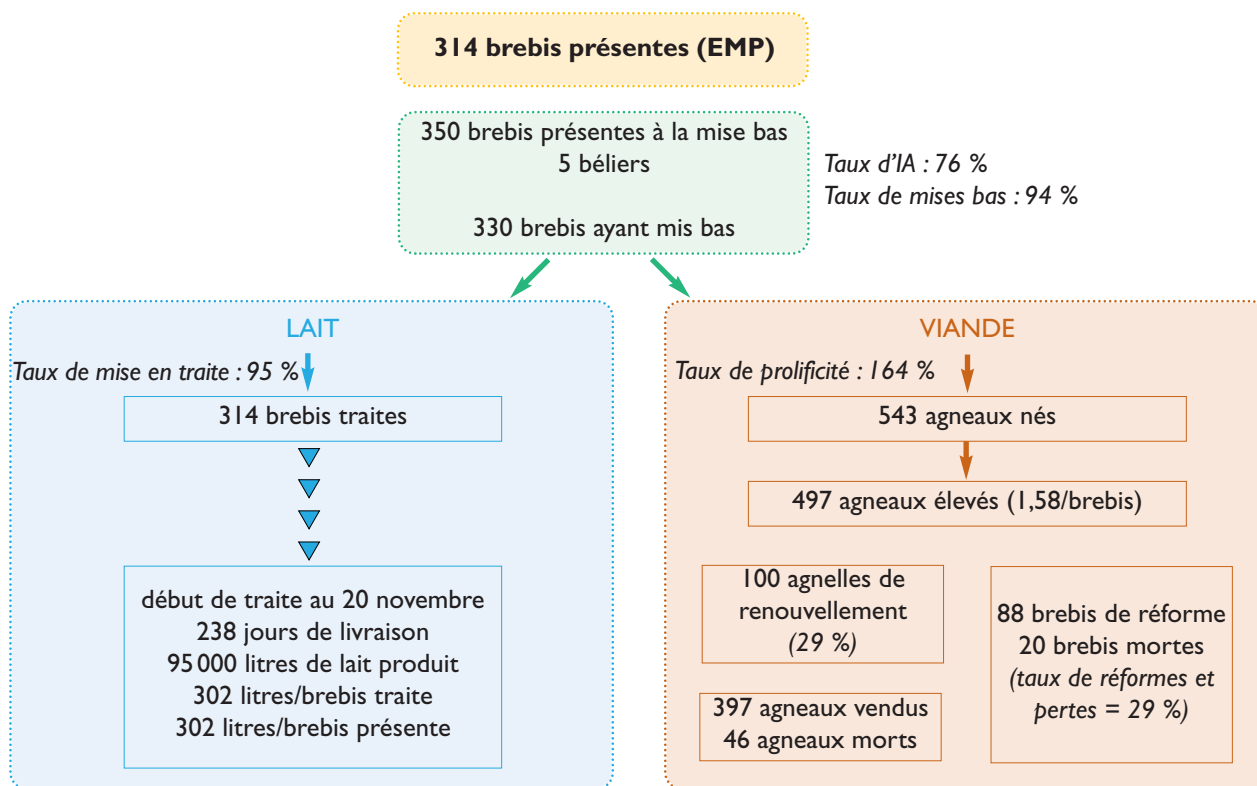 314 brebis présentes (EMP)
350 brebis présentes à la mise bas
5 béliers
330 brebis ayant mis bas
Taux d'IA : 76 %
Taux de mises bas : 94 %
LAIT
Taux de mise en traite : 95 %
314 brebis traites
début de traite au 20 novembre
238 jours de livraison
95 000 litres de lait produit
302 litres/brebis traite
302 litres/brebis présente
VIANDE
Taux de prolificité : 164 %
543 agneaux nés
497 agneaux élevés (1,58/brebis)
100 agnelles de
renouvellement
(29 %)
397 agneaux vendus
46 agneaux morts
88 brebis de réforme
20 brebis mortes
(taux de réformes et
pertes = 29 %)